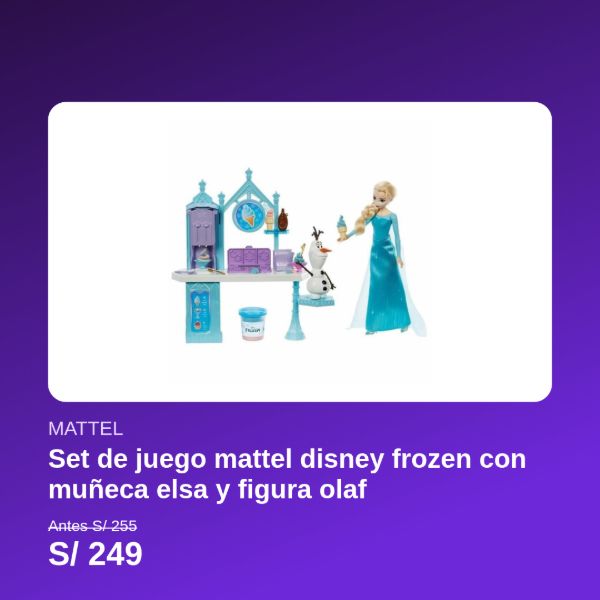 MATTEL
Set de juego mattel disney frozen con
muñeca elsa y figura olaf
Antes S/ 255
S/ 249